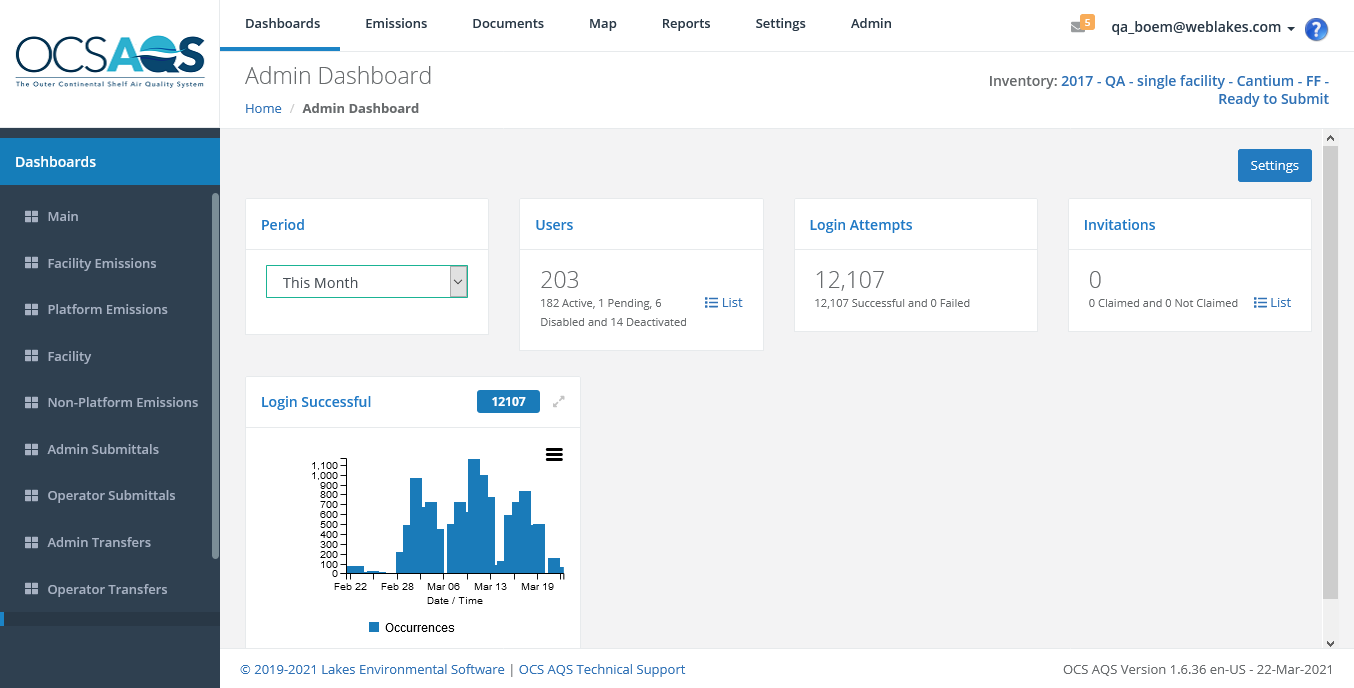 OCSAQS
The Outer Continental Shelf Air Quality System
Dashboards Emissions Documents Map Reports Settings Admin
5
qa_boem@weblakes.com
?
Admin Dashboard
Home / Admin Dashboard
Inventory: 2017 - QA - single facility - Cantium - FF -
Ready to Submit
Dashboards
Main
Facility Emissions
Platform Emissions
Facility
Non-Platform Emissions
Admin Submittals
Operator Submittals
Admin Transfers
Operator Transfers
Settings
Period
This Month
Users
203
182 Active, 1 Pending, 6
Disabled and 14 Deactivated
List
Login Attempts
12,107
12,107 Successful and 0 Failed
Invitations
0
0 Claimed and 0 Not Claimed
List
Login Successful
12107
1,100
1,000
900
800
700
600
500
400
300
200
100
0
Feb 22 Feb 28 Mar 06 Mar 13 Mar 19
Date / Time
Occurrences
© 2019-2021 Lakes Environmental Software | OCS AQS Technical Support
OCS AQS Version 1.6.36 en-US - 22-Mar-2021